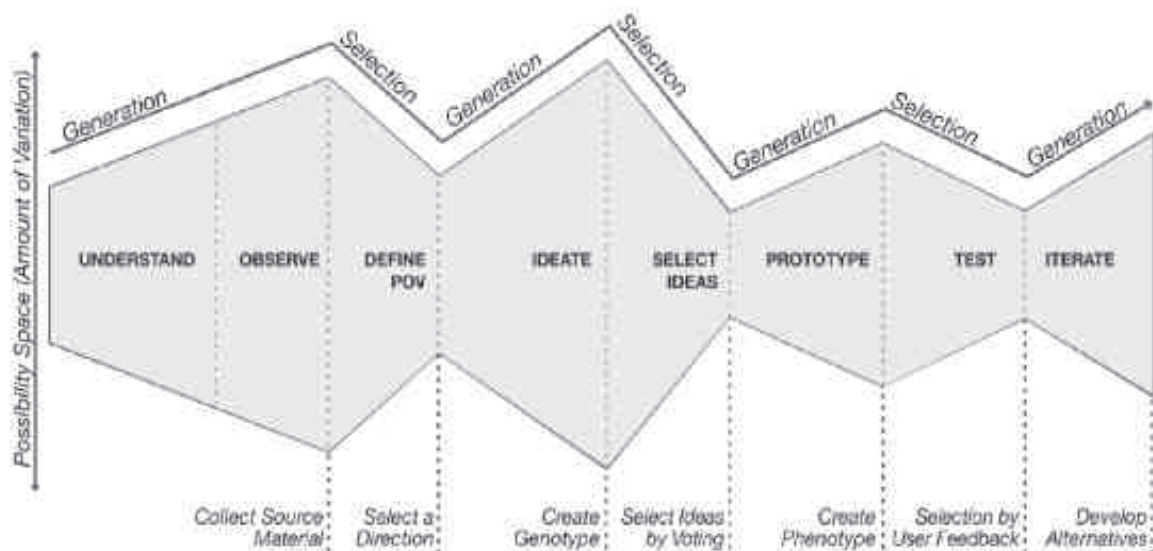 Possibility Space (Amount of Variation)
Generation
Selection
Generation
Selection
Generation
Selection
Generation
UNDERSTAND
OBSERVE
DEFINE
POV
IDEATE
SELECT
IDEAS
PROTOTYPE
TEST
ITERATE
Collect Source
Material
Select a
Direction
Create
Genotype
Select Ideas
by Voting
Create
Phenotype
Selection by
User Feedback
Develop
Alternatives